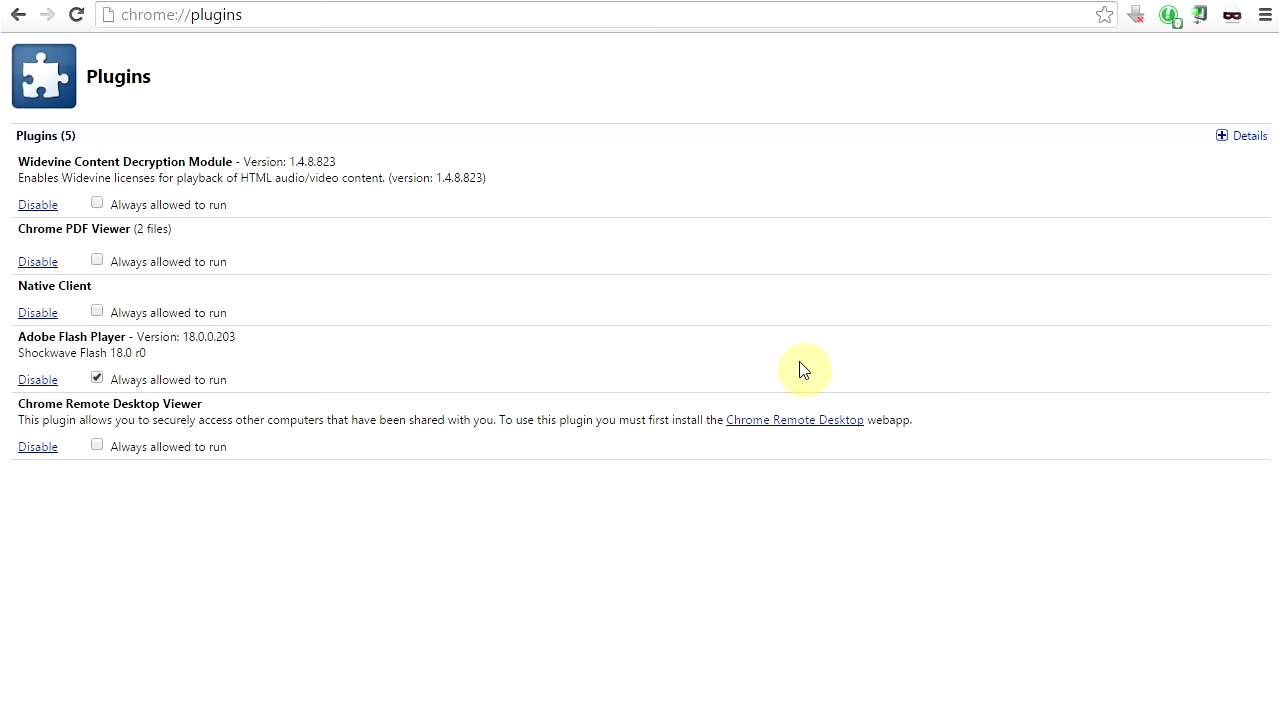 chrome://plugins
Plugins
Plugins (5)
Details
Widevine Content Decryption Module - Version: 1.4.8.823
Enables Widevine licenses for playback of HTML audio/video content. (version: 1.4.8.823)
Disable Always allowed to run
Chrome PDF Viewer (2 files)
Disable Always allowed to run
Native Client
Disable Always allowed to run
Adobe Flash Player - Version: 18.0.0.203
Shockwave Flash 18.0 r0
Disable Always allowed to run
Chrome Remote Desktop Viewer
This plugin allows you to securely access other computers that have been shared with you. To use this plugin you must first install the Chrome Remote Desktop webapp.
Disable Always allowed to run